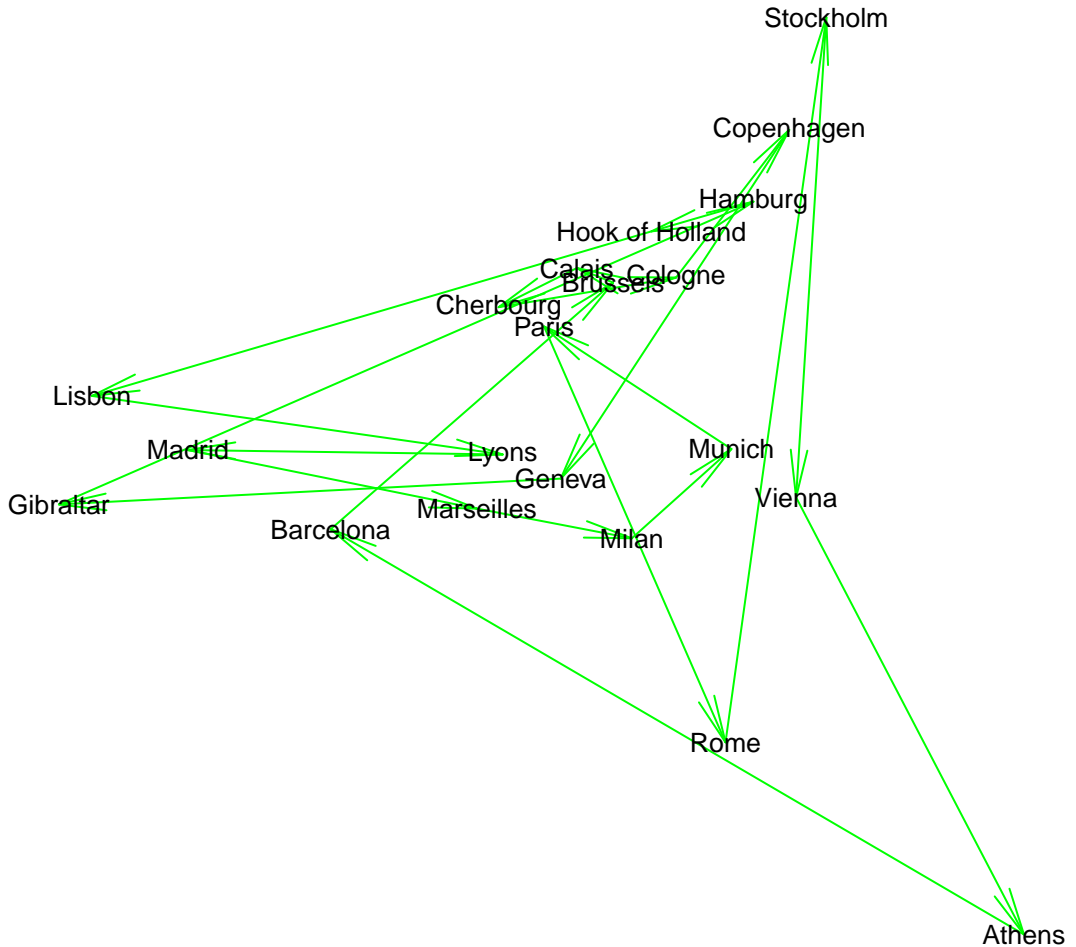 Stockholm
Copenhagen
Hamburg
Hook of Holland
Calais
Cologne
Brussels
Cherbourg
Paris
Lisbon
Madrid
Lyons
Munich
Geneva
Vienna
Gibraltar
Marseilles
Barcelona
Milan
Rome
Athens